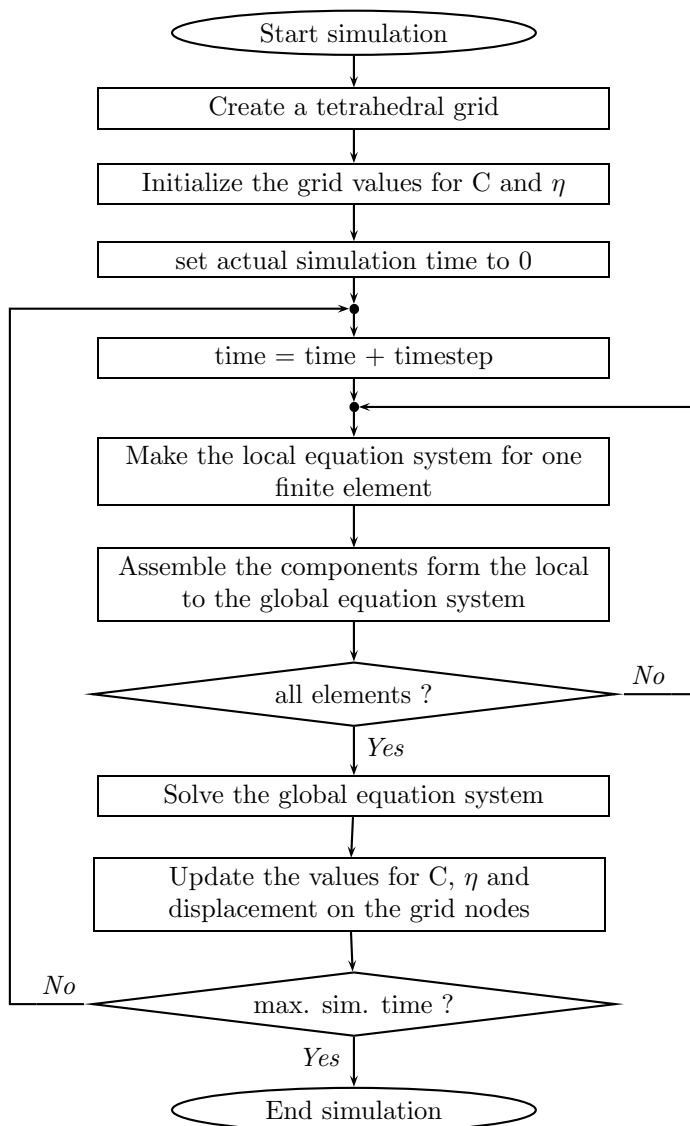 Start simulation
Create a tetrahedral grid
Initialize the grid values for C and η
set actual simulation time to 0
time = time + timestep
Make the local equation system for one
finite element
Assemble the components form the local
to the global equation system
all elements ?
No
Yes
Solve the global equation system
Update the values for C, η and
displacement on the grid nodes
No
max. sim. time ?
Yes
End simulation